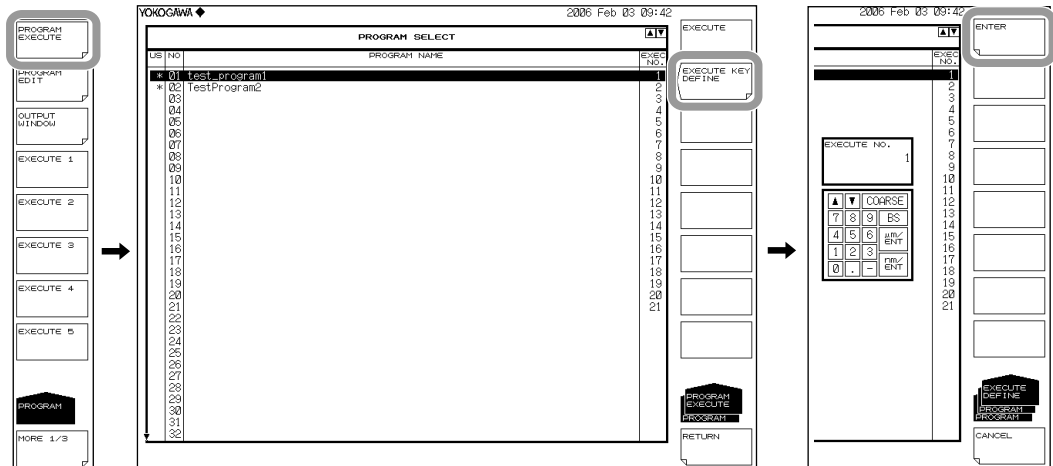 PROGRAM
EXECUTE
PROGRAM
EDIT
OUTPUT
WINDOW
EXECUTE 1
EXECUTE 2
EXECUTE 3
EXECUTE 4
EXECUTE 5
PROGRAM
MORE 1/3
YOKOGAWA 2006 Feb 03 09:42
PROGRAM SELECT ▲ ▼
US NO PROGRAM NAME EXEC NO.
* 01 test_program1 1
* 02 TestProgram2 2
03 3
04 4
05 5
06 6
07 7
08 8
09 9
10 10
11 11
12 12
13 13
14 14
15 15
16 16
17 17
18 18
19 19
20 20
21 21
22
23
24
25
26
27
28
29
30
31
32
EXECUTE
EXECUTE KEY
DEFINE
PROGRAM
EXECUTE
PROGRAM
RETURN
2006 Feb 03 09:42
▲ ▼
EXEC
NO.
1
2
3
4
5
6
7
8
9
10
11
12
13
14
15
16
17
18
19
20
21
EXECUTE NO.
1
▲ ▼ COARSE
7 8 9 BS
4 5 6 µm/ENT
1 2 3 nm/ENT
0 . -
ENTER
EXECUTE
DEFINE
PROGRAM
PROGRAM
CANCEL